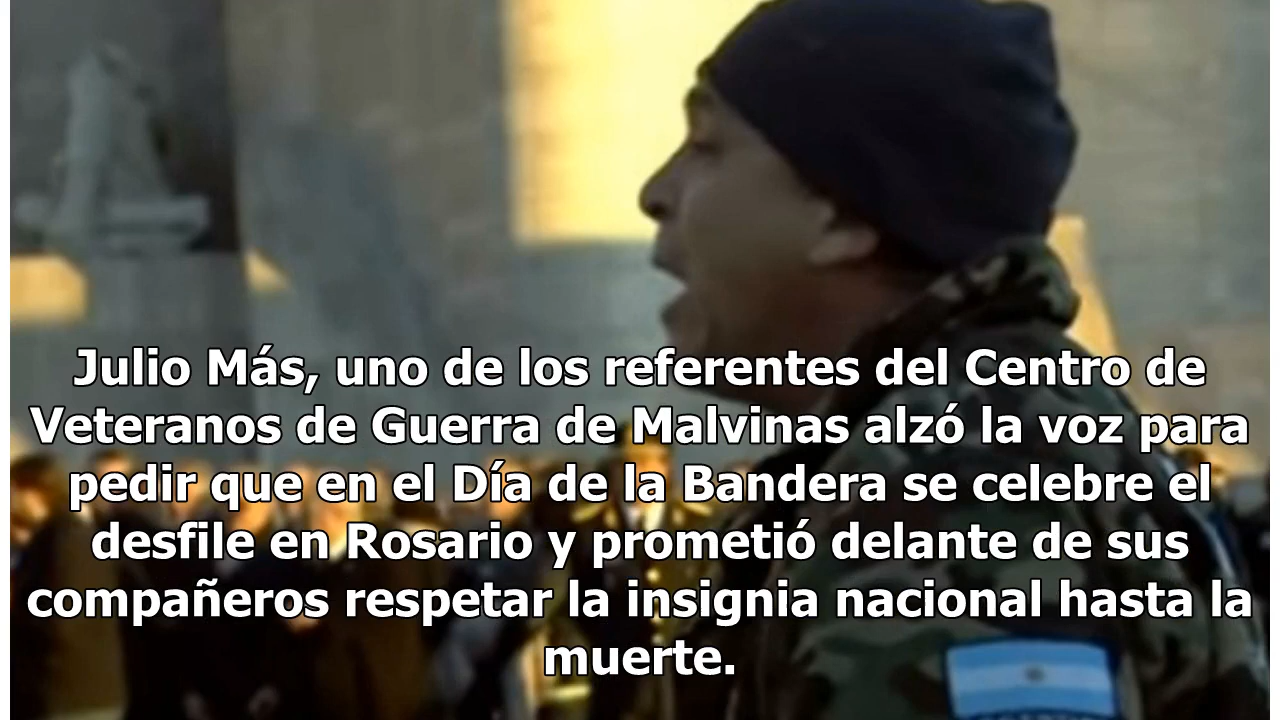 Julio Más, uno de los referentes del Centro de
Veteranos de Guerra de Malvinas alzó la voz para
pedir que en el Día de la Bandera se celebre el
desfile en Rosario y prometió delante de sus
compañeros respetar la insignia nacional hasta la
muerte.